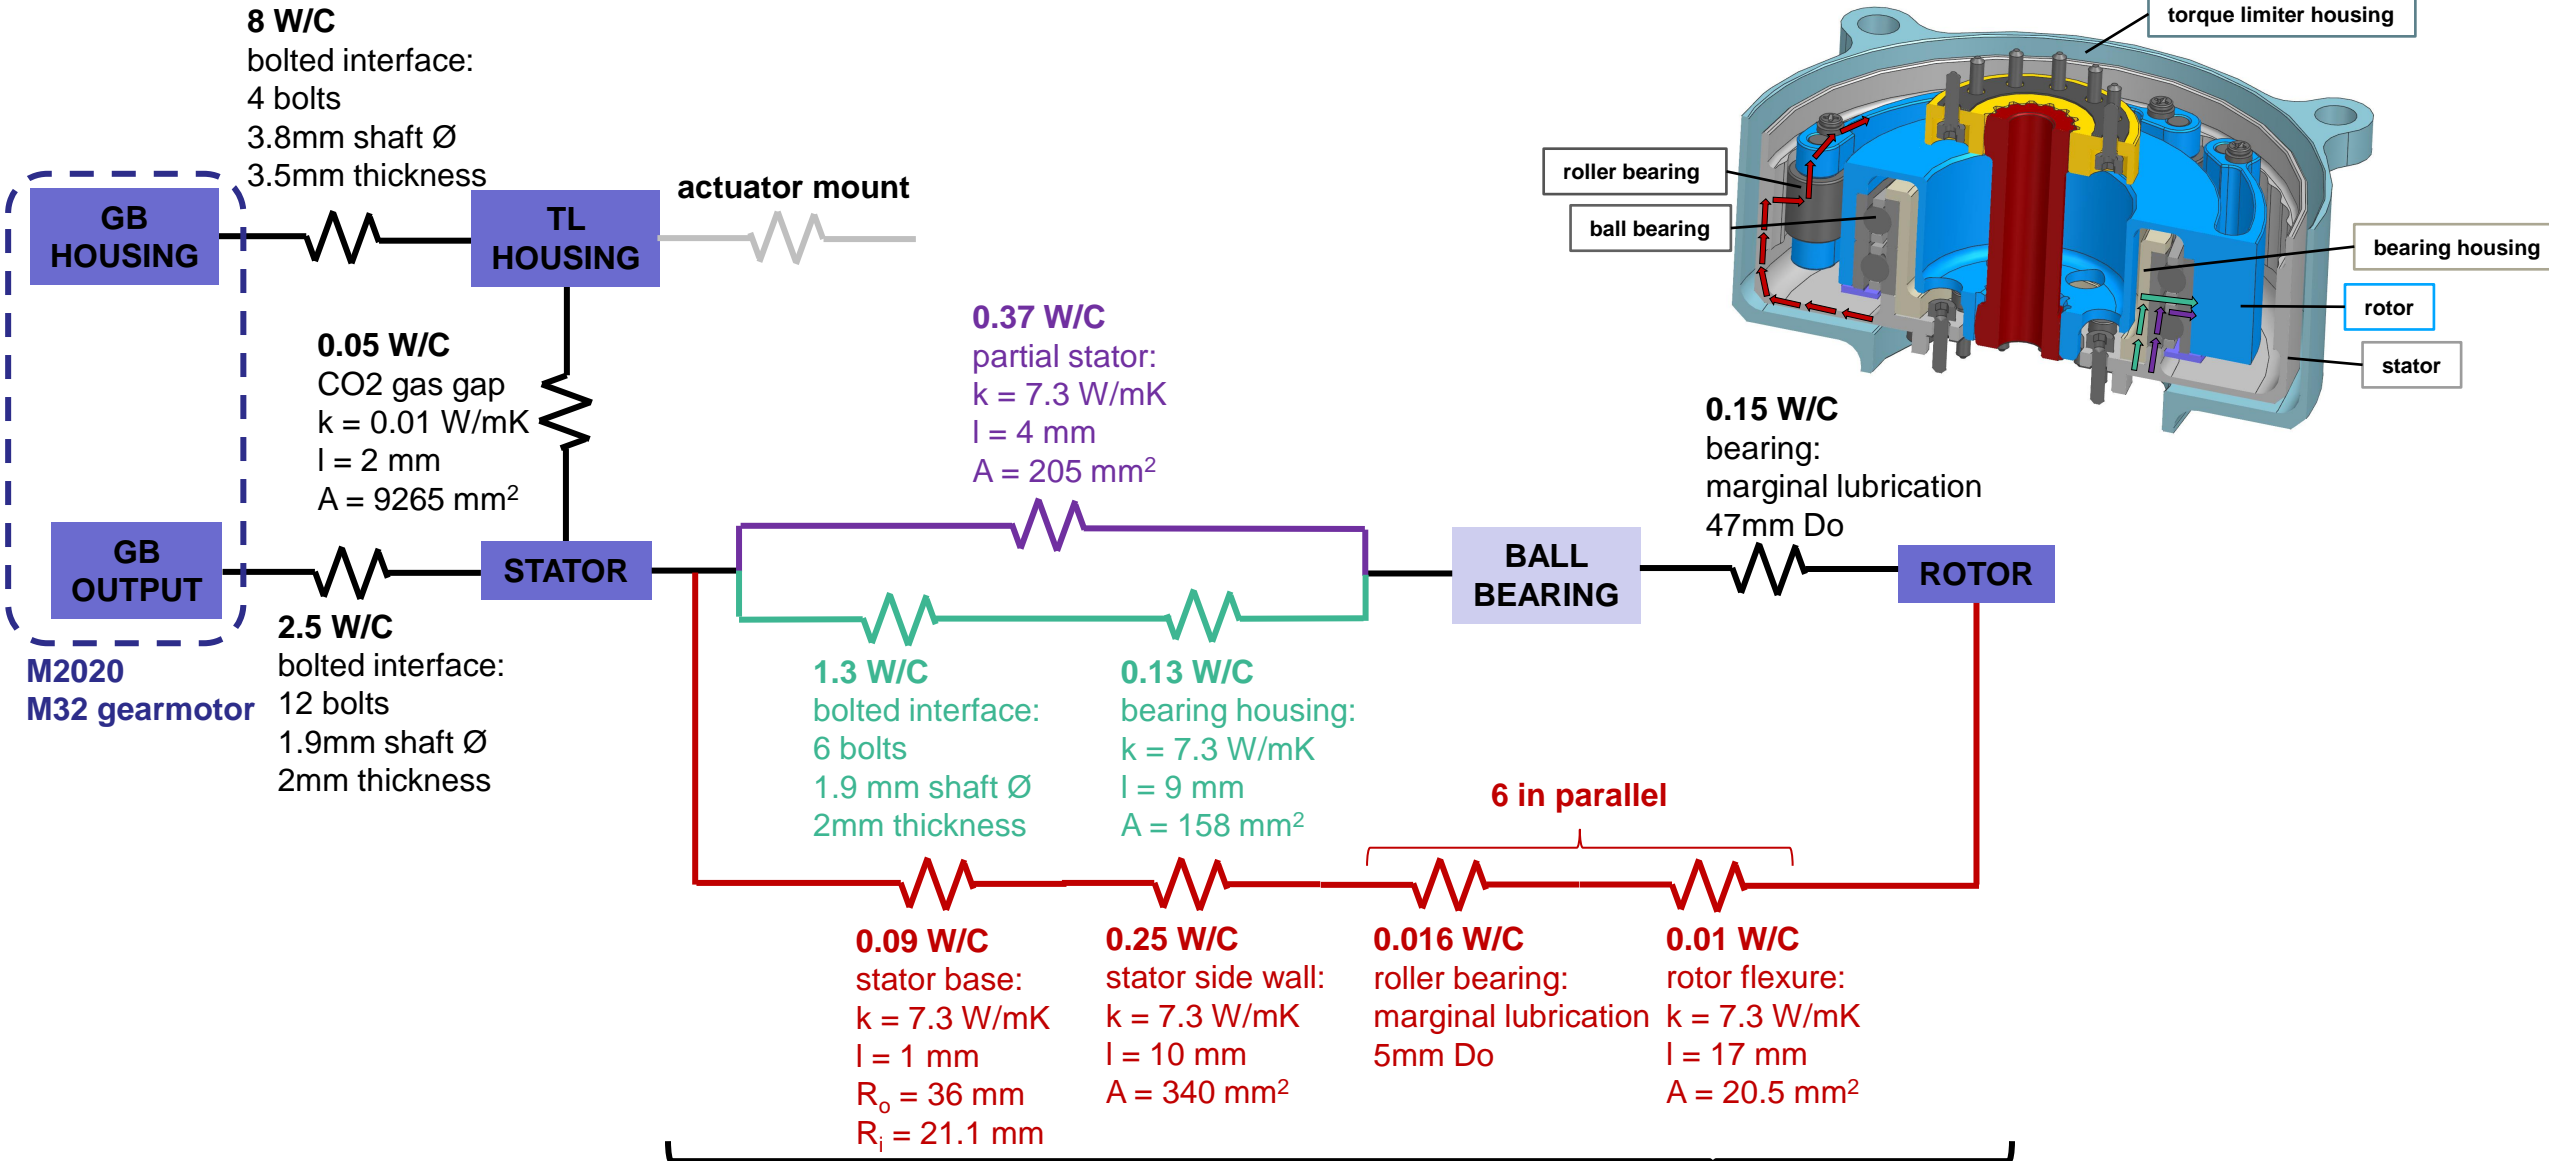 8 W/C
bolted interface:
4 bolts
3.8mm shaft Ø
3.5mm thickness
torque limiter housing
roller bearing
ball bearing
bearing housing
rotor
stator
GB
HOUSING
TL
HOUSING
actuator mount
0.05 W/C
CO2 gas gap
k = 0.01 W/mK
l = 2 mm
A = 9265 mm²
0.37 W/C
partial stator:
k = 7.3 W/mK
l = 4 mm
A = 205 mm²
0.15 W/C
bearing:
marginal lubrication
47mm Do
GB
OUTPUT
STATOR
BALL
BEARING
ROTOR
M2020
M32 gearmotor
2.5 W/C
bolted interface:
12 bolts
1.9mm shaft Ø
2mm thickness
1.3 W/C
bolted interface:
6 bolts
1.9 mm shaft Ø
2mm thickness
0.13 W/C
bearing housing:
k = 7.3 W/mK
l = 9 mm
A = 158 mm²
6 in parallel
0.09 W/C
stator base:
k = 7.3 W/mK
l = 1 mm
Rₒ = 36 mm
Rᵢ = 21.1 mm
0.25 W/C
stator side wall:
k = 7.3 W/mK
l = 10 mm
A = 340 mm²
0.016 W/C
roller bearing:
marginal lubrication
5mm Do
0.01 W/C
rotor flexure:
k = 7.3 W/mK
l = 17 mm
A = 20.5 mm²